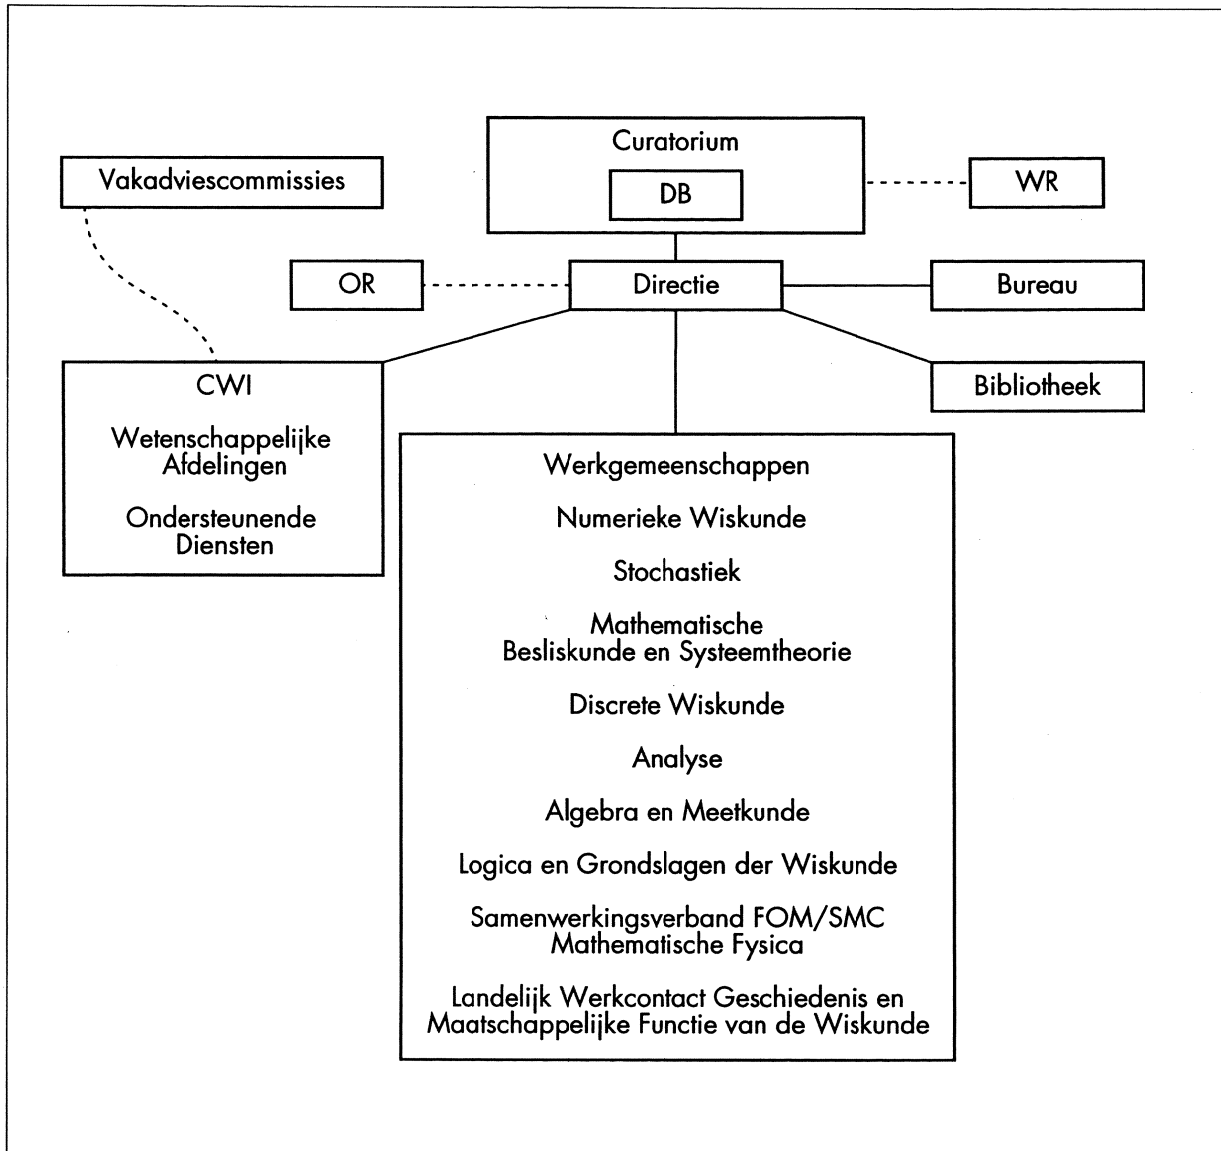 Curatorium
DB
Vakadviescommissies
WR
OR
Directie
Bureau
Bibliotheek
CWI
Wetenschappelijke
Afdelingen
Ondersteunende
Diensten
Werkgemeenschappen
Numerieke Wiskunde
Stochastiek
Mathematische
Besliskunde en Systeemtheorie
Discrete Wiskunde
Analyse
Algebra en Meetkunde
Logica en Grondslagen der Wiskunde
Samenwerkingsverband FOM/SMC
Mathematische Fysica
Landelijk Werkcontact Geschiedenis en
Maatschappelijke Functie van de Wiskunde